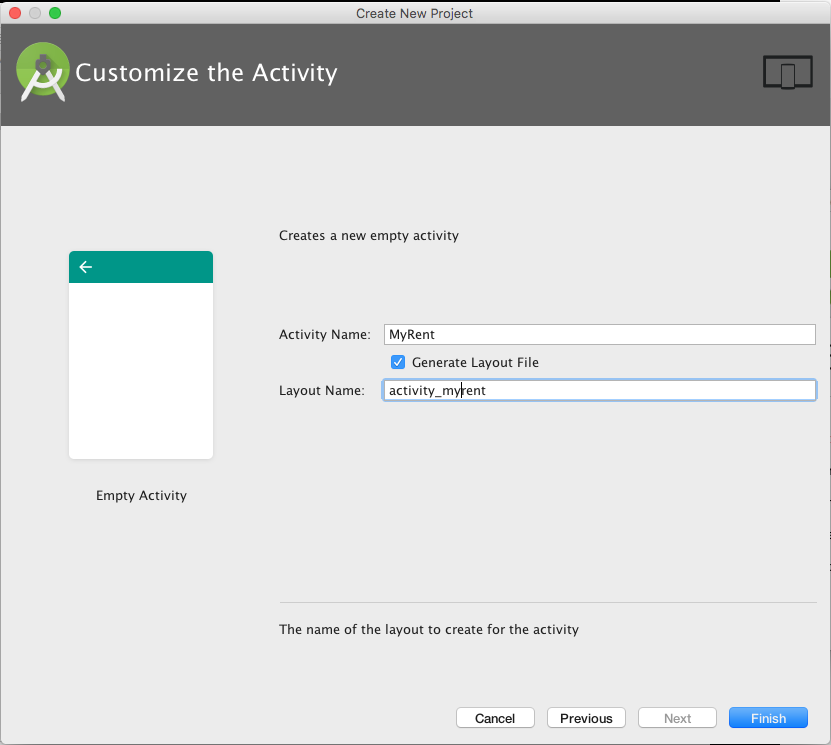 Create New Project
Customize the Activity
Creates a new empty activity
Activity Name: MyRent
Generate Layout File
Layout Name: activity_myrent
Empty Activity
The name of the layout to create for the activity
Cancel Previous Next Finish